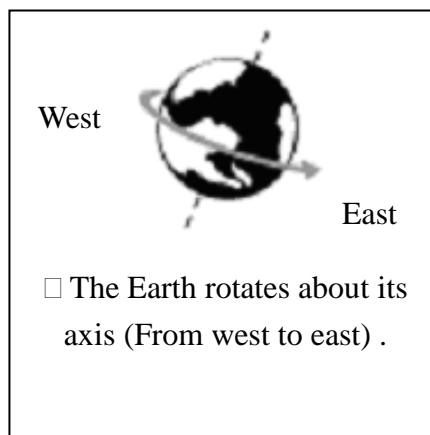 West
East
□ The Earth rotates about its
axis (From west to east) .